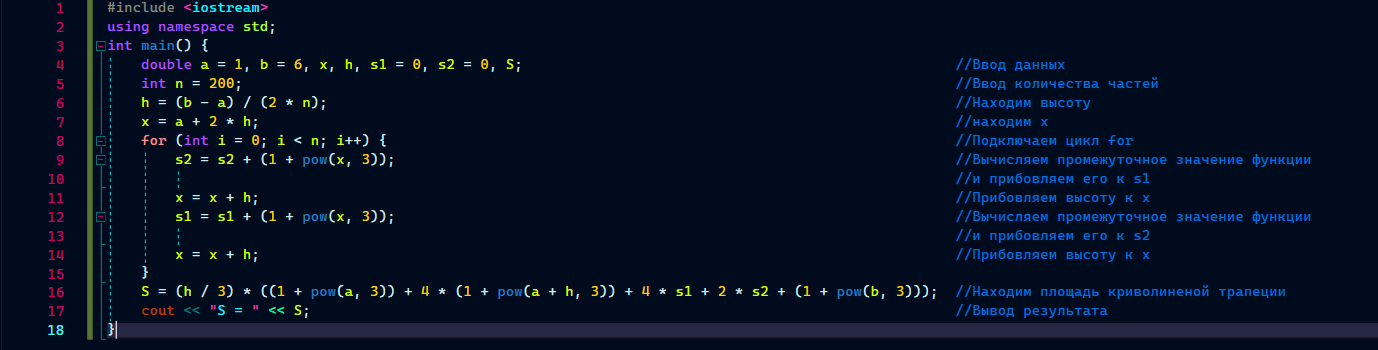 1 #include <iostream>
2 using namespace std;
3 int main() {
4 double a = 1, b = 6, x, h, s1 = 0, s2 = 0, S; //Ввод данных
5 int n = 200; //Ввод количества частей
6 h = (b - a) / (2 * n); //Находим высоту
7 x = a + 2 * h; //находим x
8 for (int i = 0; i < n; i++) { //Подключаем цикл for
9 s2 = s2 + (1 + pow(x, 3)); //Вычисляем промежуточное значение функции
10 //и прибовляем его к s1
11 x = x + h; //Прибовляем высоту к x
12 s1 = s1 + (1 + pow(x, 3)); //Вычисляем промежуточное значение функции
13 //и прибовляем его к s2
14 x = x + h; //Прибовляем высоту к x
15 }
16 S = (h / 3) * ((1 + pow(a, 3)) + 4 * (1 + pow(a + h, 3)) + 4 * s1 + 2 * s2 + (1 + pow(b, 3))); //Находим площадь криволиненой трапеции
17 cout << "S = " << S; //Вывод результата
18 }